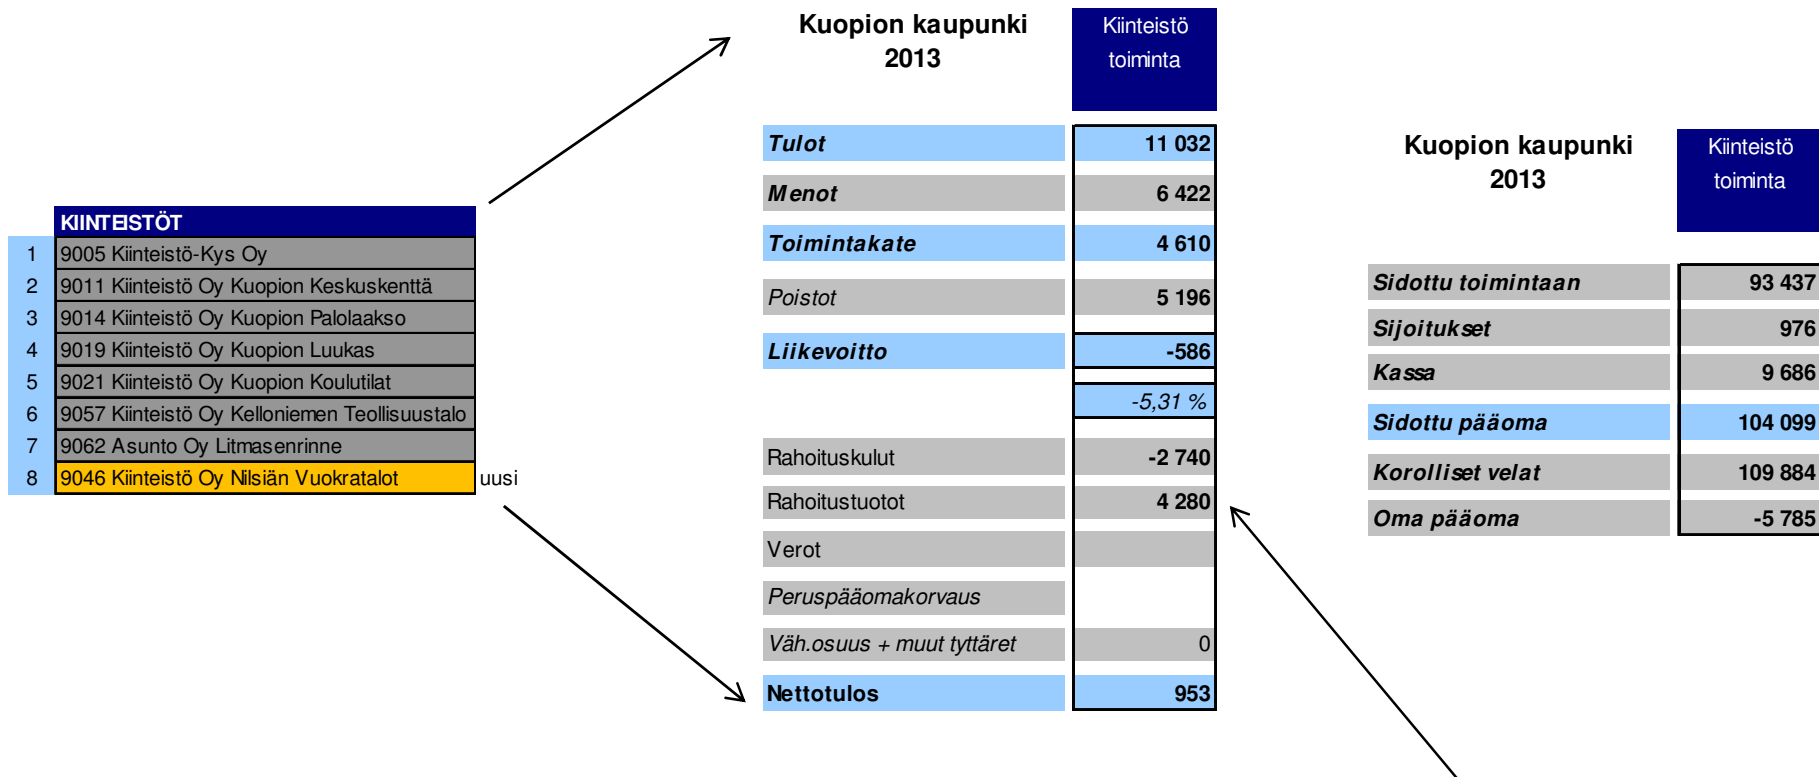 KIINTEISTÖT
1 9005 Kiinteistö-Kys Oy
2 9011 Kiinteistö Oy Kuopion Keskuskenttä
3 9014 Kiinteistö Oy Kuopion Palolaakso
4 9019 Kiinteistö Oy Kuopion Luukas
5 9021 Kiinteistö Oy Kuopion Koulutilat
6 9057 Kiinteistö Oy Kelloniemen Teollisuustalo
7 9062 Asunto Oy Litmasenrinne
8 9046 Kiinteistö Oy Nilsiän Vuokratalot uusi
Kuopion kaupunki
2013
Kiinteistö
toiminta
Tulot 11 032
Menot 6 422
Toimintakate 4 610
Poistot 5 196
Liikevoitto -586
-5,31 %
Rahoituskulut -2 740
Rahoitustuotot 4 280
Verot
Peruspääomakorvaus
Väh.osuus + muut tyttäret 0
Nettotulos 953
Kuopion kaupunki
2013
Kiinteistö
toiminta
Sidottu toimintaan 93 437
Sijoitukset 976
Kassa 9 686
Sidottu pääoma 104 099
Korolliset velat 109 884
Oma pääoma -5 785